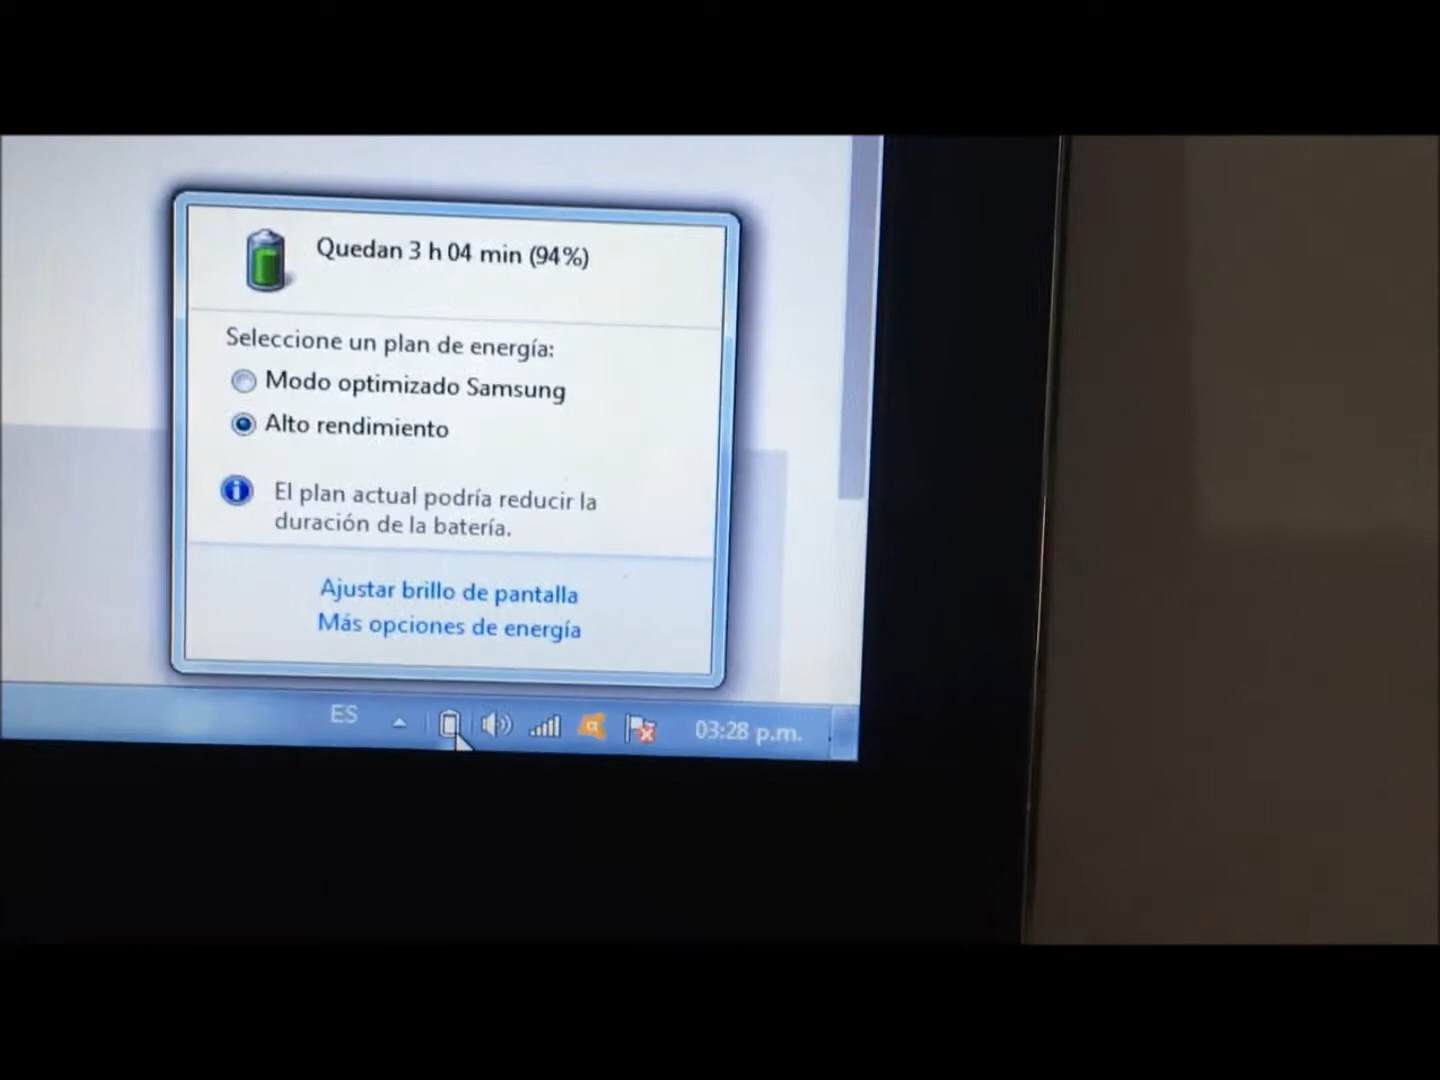 Quedan 3 h 04 min (94%)
Seleccione un plan de energía:
Modo optimizado Samsung
Alto rendimiento
El plan actual podría reducir la
duración de la batería.
Ajustar brillo de pantalla
Más opciones de energía
ES
03:28 p.m.